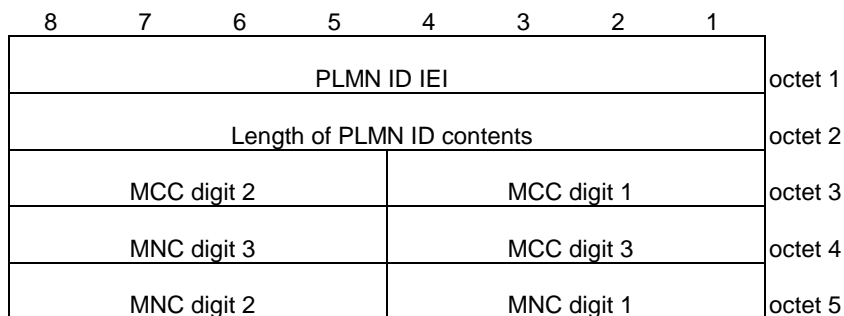 8 7 6 5 4 3 2 1
PLMN ID IEI octet 1
Length of PLMN ID contents octet 2
MCC digit 2 MCC digit 1 octet 3
MNC digit 3 MCC digit 3 octet 4
MNC digit 2 MNC digit 1 octet 5